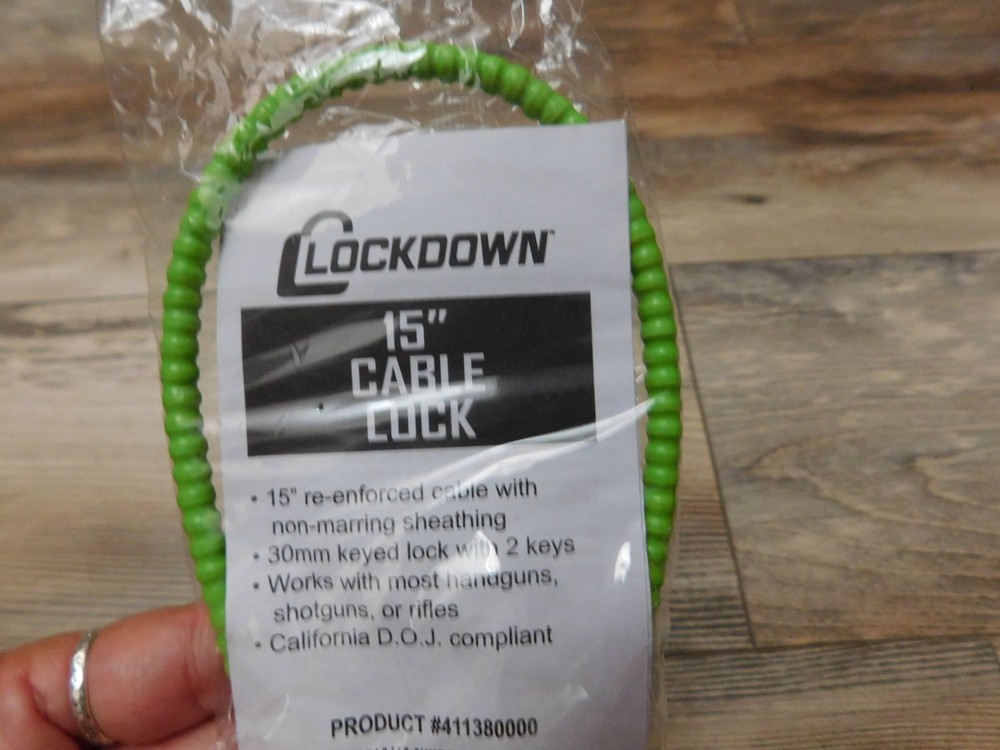 LOCKDOWN™
15"
CABLE
LOCK
• 15" re-enforced cable with
non-marring sheathing
• 30mm keyed lock with 2 keys
• Works with most handguns,
shotguns, or rifles
• California D.O.J. compliant
PRODUCT #411380000